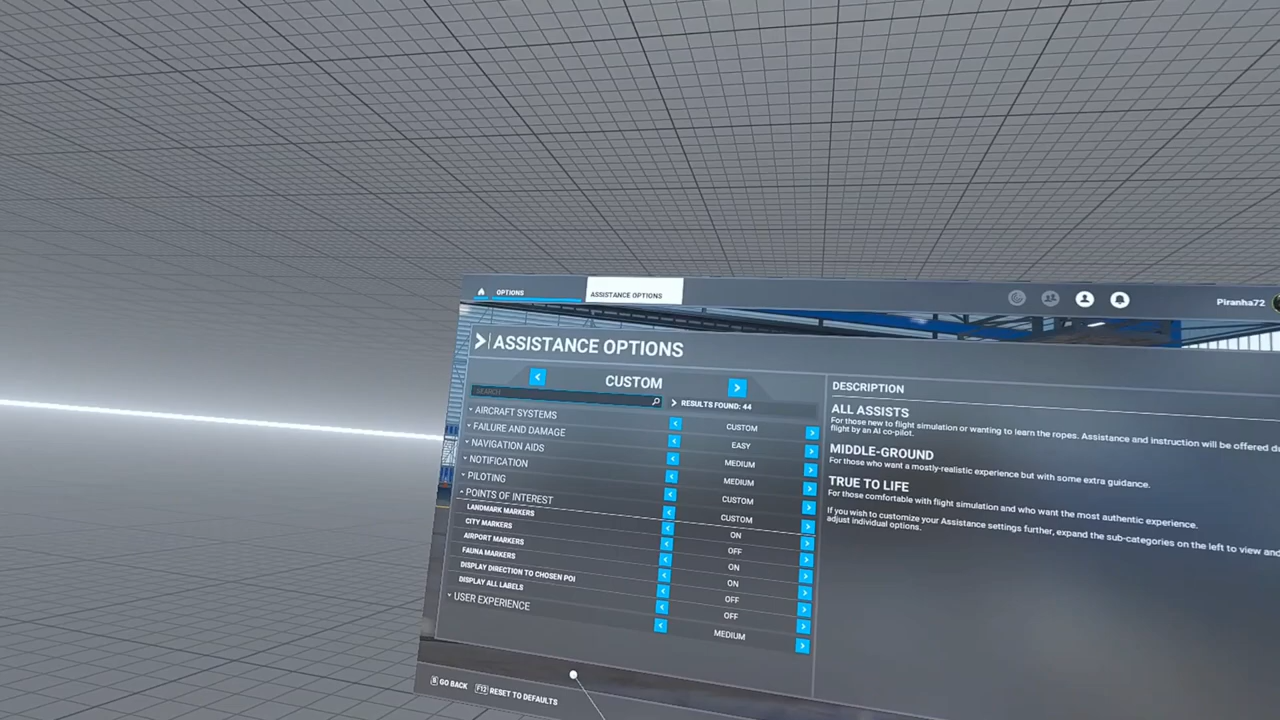 OPTIONS
ASSISTANCE OPTIONS
Piranha72
ASSISTANCE OPTIONS
CUSTOM
SEARCH
RESULTS FOUND: 44
AIRCRAFT SYSTEMS
CUSTOM
FAILURE AND DAMAGE
EASY
NAVIGATION AIDS
MEDIUM
NOTIFICATION
MEDIUM
PILOTING
CUSTOM
POINTS OF INTEREST
CUSTOM
LANDMARK MARKERS
ON
CITY MARKERS
OFF
AIRPORT MARKERS
ON
FAUNA MARKERS
ON
DISPLAY DIRECTION TO CHOSEN POI
OFF
DISPLAY ALL LABELS
OFF
USER EXPERIENCE
MEDIUM
DESCRIPTION
ALL ASSISTS
For those new to flight simulation or wanting to learn the ropes. Assistance and instruction will be offered
flight by an AI co-pilot.
MIDDLE-GROUND
For those who want a mostly-realistic experience but with some extra guidance.
TRUE TO LIFE
For those comfortable with flight simulation and who want the most authentic experience.
If you wish to customize your Assistance settings further, expand the sub-categories on the left to view and
adjust individual options.
GO BACK
F12 RESET TO DEFAULTS